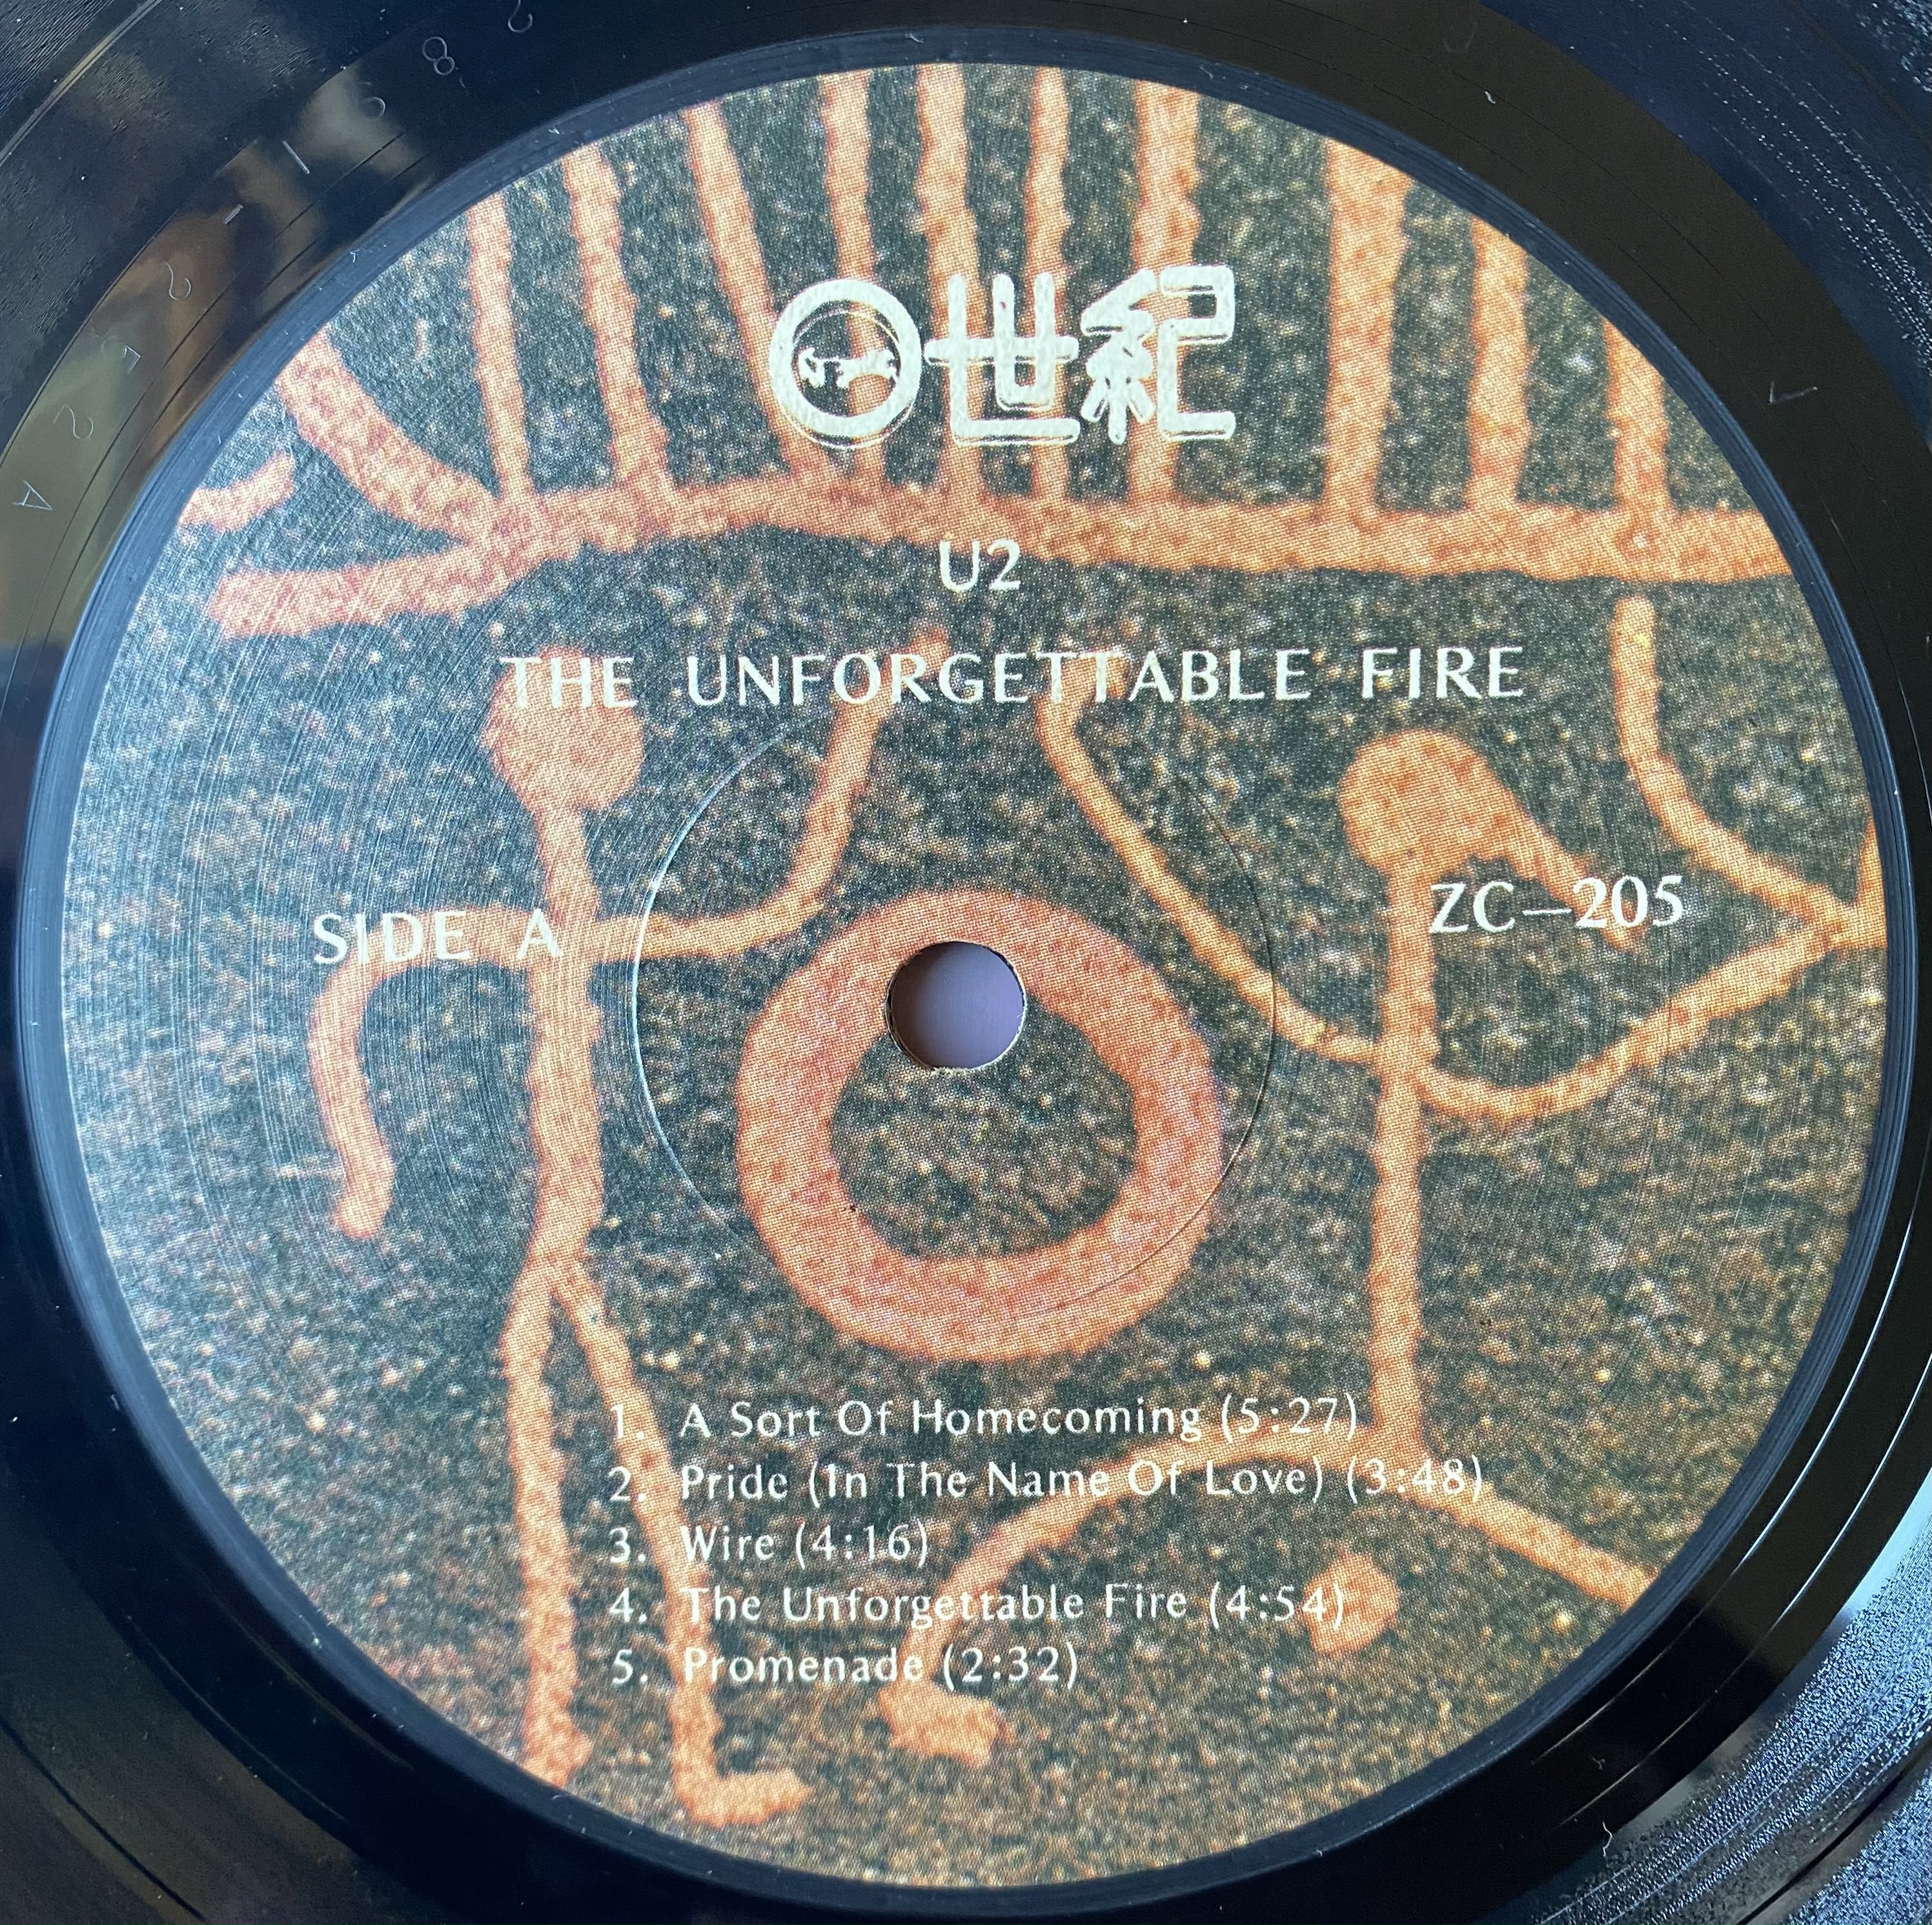 世紀
U2
THE UNFORGETTABLE FIRE
SIDE A
ZC—205
1. A Sort Of Homecoming (5:27)
2. Pride (In The Name Of Love) (3:48)
3. Wire (4:16)
4. The Unforgettable Fire (4:54)
5. Promenade (2:32)